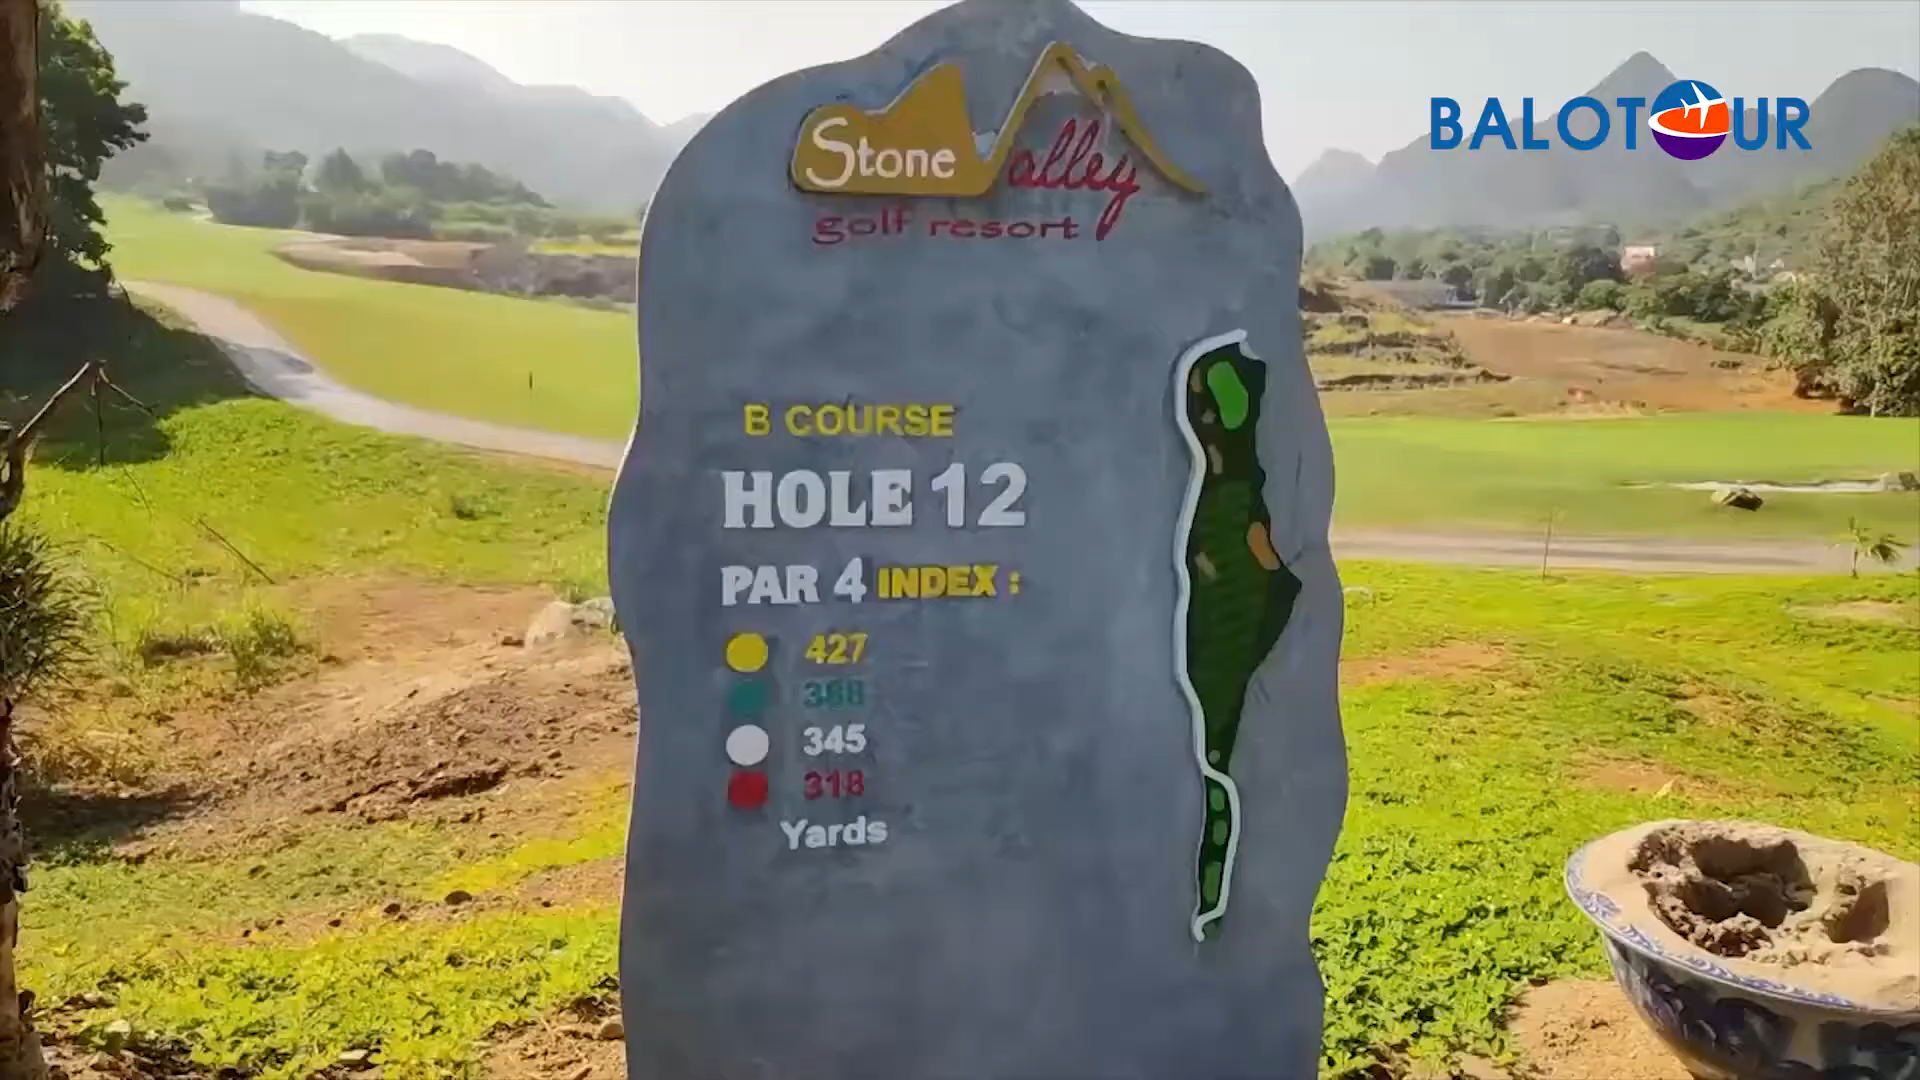 BALOTOUR
Stone Valley
golf resort
B COURSE
HOLE 12
PAR 4 INDEX :
427
388
345
318
Yards